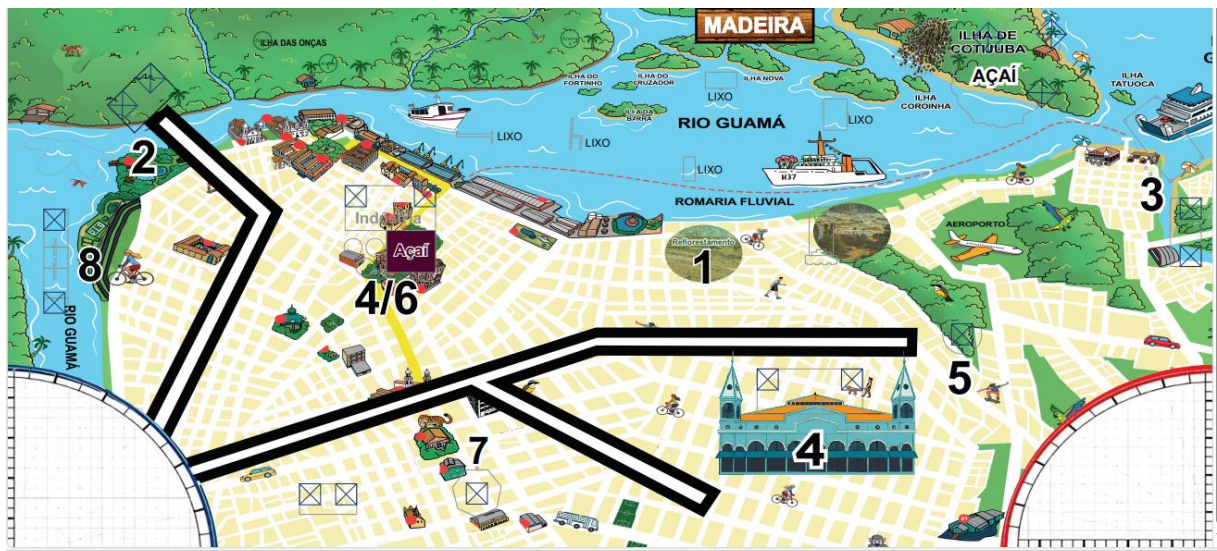 MADEIRA
ILHA DAS ONÇAS
ILHA DE
COTIJUBA
AÇAÍ
ILHA
TATUOCA
G
ILHA DO
FORTINHO
ILHA DO
CRUZADOR
ILHA NOVA
ILHA
COROINHA
LIXO
ILHA DA
BARRA
RIO GUAMÁ
LIXO
LIXO
LIXO
LIXO
H37
ROMARIA FLUVIAL
2
3
AEROPORTO
Reflorestamento
1
Açaí
4/6
8
RIO GUAMÁ
5
4
7